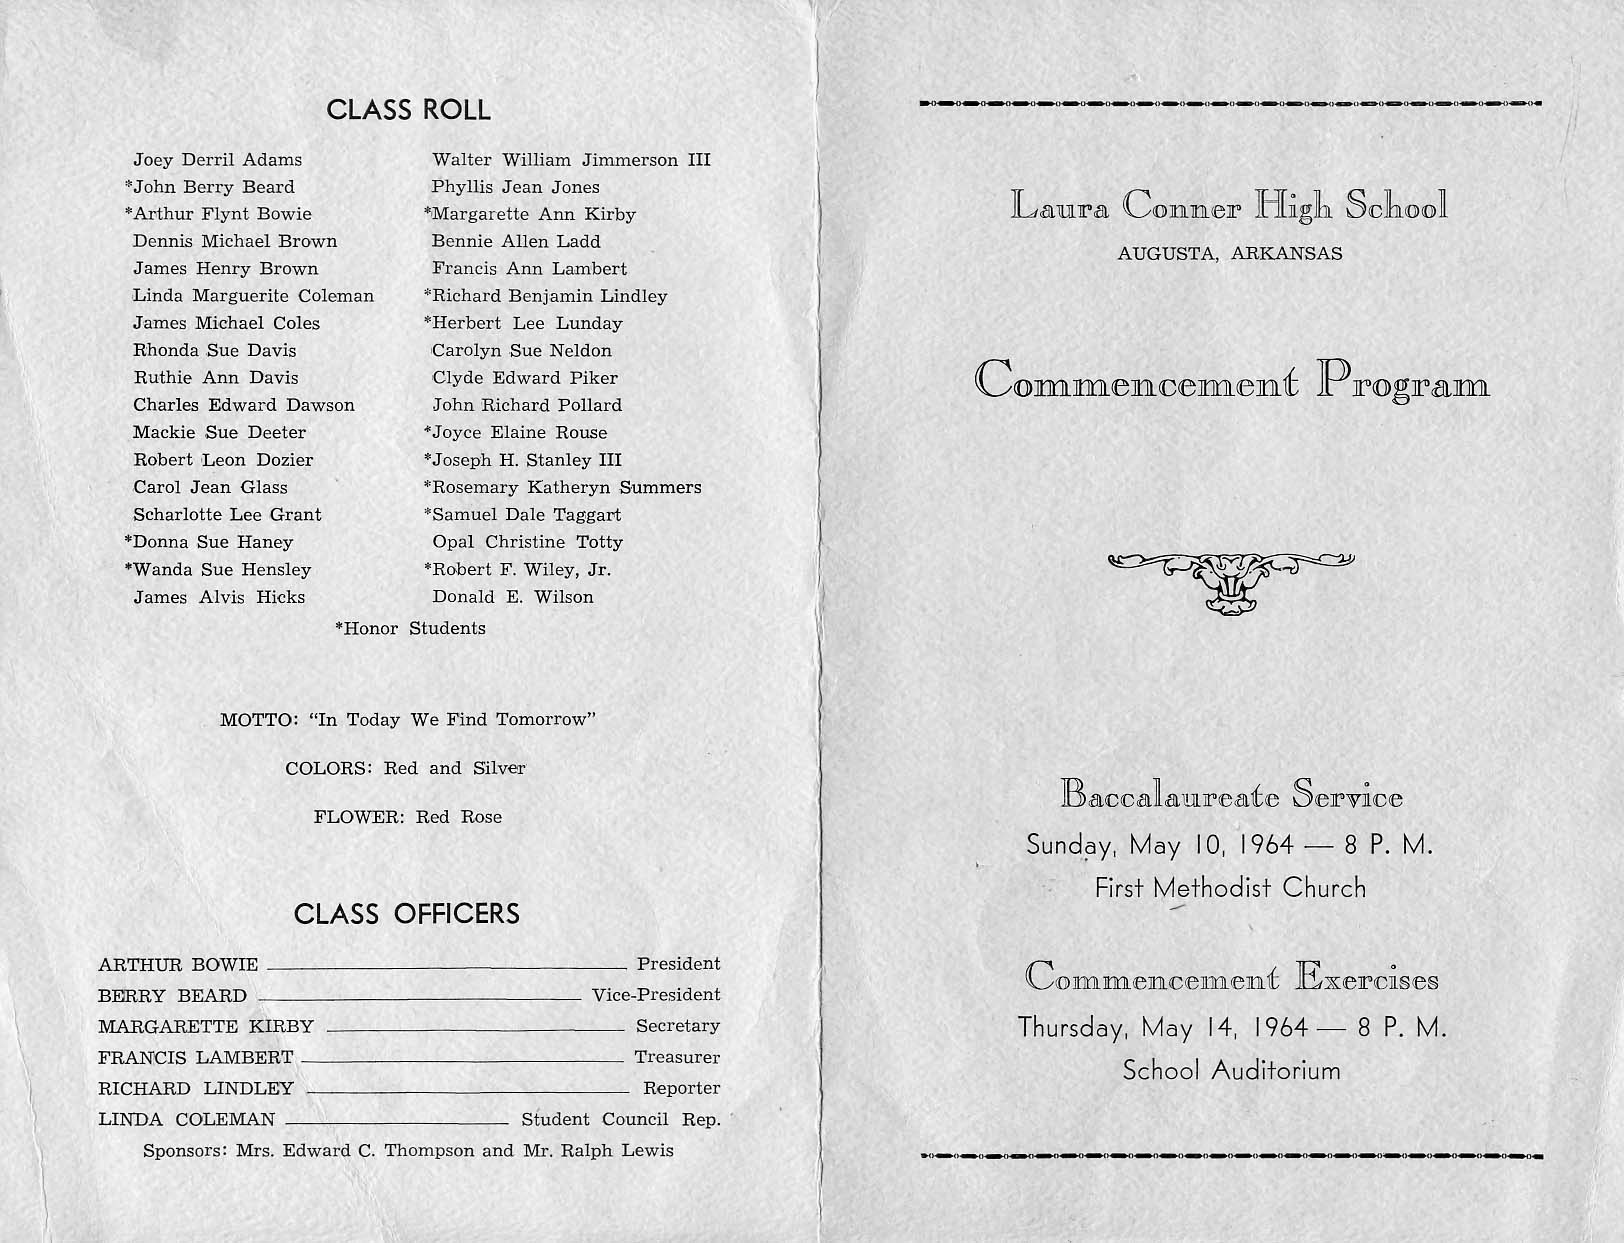 CLASS ROLL
Joey Derril Adams
*John Berry Beard
*Arthur Flynt Bowie
Dennis Michael Brown
James Henry Brown
Linda Marguerite Coleman
James Michael Coles
Rhonda Sue Davis
Ruthie Ann Davis
Charles Edward Dawson
Mackie Sue Deeter
Robert Leon Dozier
Carol Jean Glass
Scharlotte Lee Grant
*Donna Sue Haney
*Wanda Sue Hensley
James Alvis Hicks
Walter William Jimmerson III
Phyllis Jean Jones
*Margarette Ann Kirby
Bennie Allen Ladd
Francis Ann Lambert
*Richard Benjamin Lindley
*Herbert Lee Lunday
Carolyn Sue Neldon
Clyde Edward Piker
John Richard Pollard
*Joyce Elaine Rouse
*Joseph H. Stanley III
*Rosemary Katheryn Summers
*Samuel Dale Taggart
Opal Christine Totty
*Robert F. Wiley, Jr.
Donald E. Wilson
*Honor Students
MOTTO: “In Today We Find Tomorrow”
COLORS: Red and Silver
FLOWER: Red Rose
CLASS OFFICERS
ARTHUR BOWIE President
BERRY BEARD Vice-President
MARGARETTE KIRBY Secretary
FRANCIS LAMBERT Treasurer
RICHARD LINDLEY Reporter
LINDA COLEMAN Student Council Rep.
Sponsors: Mrs. Edward C. Thompson and Mr. Ralph Lewis
Laura Conner High School
AUGUSTA, ARKANSAS
Commencement Program
Baccalaureate Service
Sunday, May 10, 1964 — 8 P. M.
First Methodist Church
Commencement Exercises
Thursday, May 14, 1964 — 8 P. M.
School Auditorium